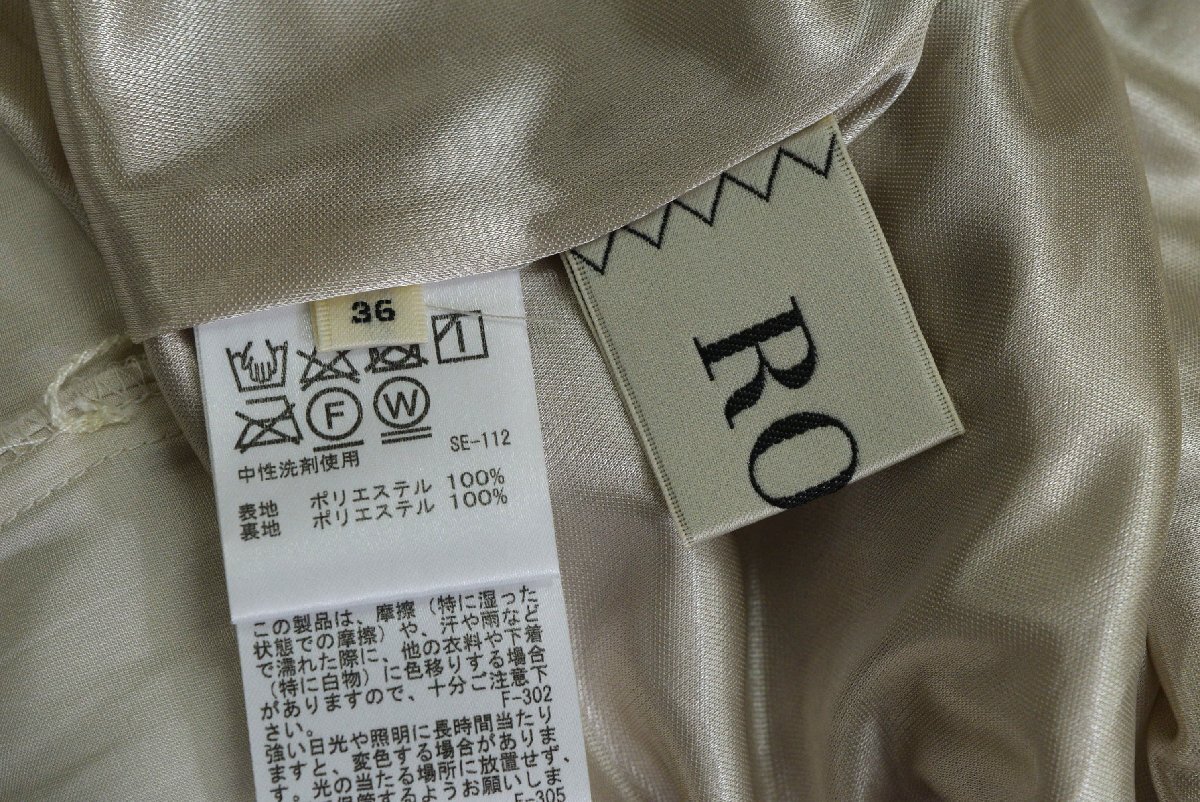 36
F W
SE-112
中性洗剤使用
表地 ポリエステル 100%
裏地 ポリエステル 100%
この製品は、摩擦(特に湿った
状態での摩擦)や、汗や雨など
で濡れた際に、他の衣料や下着
(特に白物)に色移りする場合
がありますので、十分ご注意下
さい。 F-302
強い日光や照明に長時間当たり
ますと、変色する場合がありま
す。光の当たる場所に放置せず、
F-305
RO